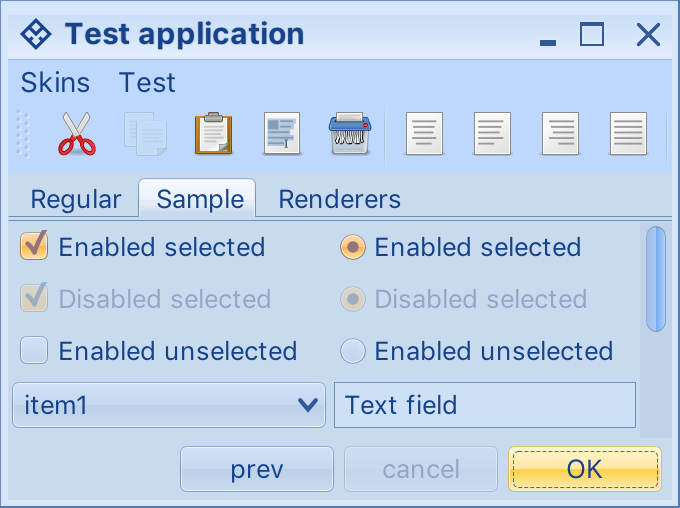 Test application
Skins Test
Regular Sample Renderers
Enabled selected Enabled selected
Disabled selected Disabled selected
Enabled unselected Enabled unselected
item1 Text field
prev cancel OK